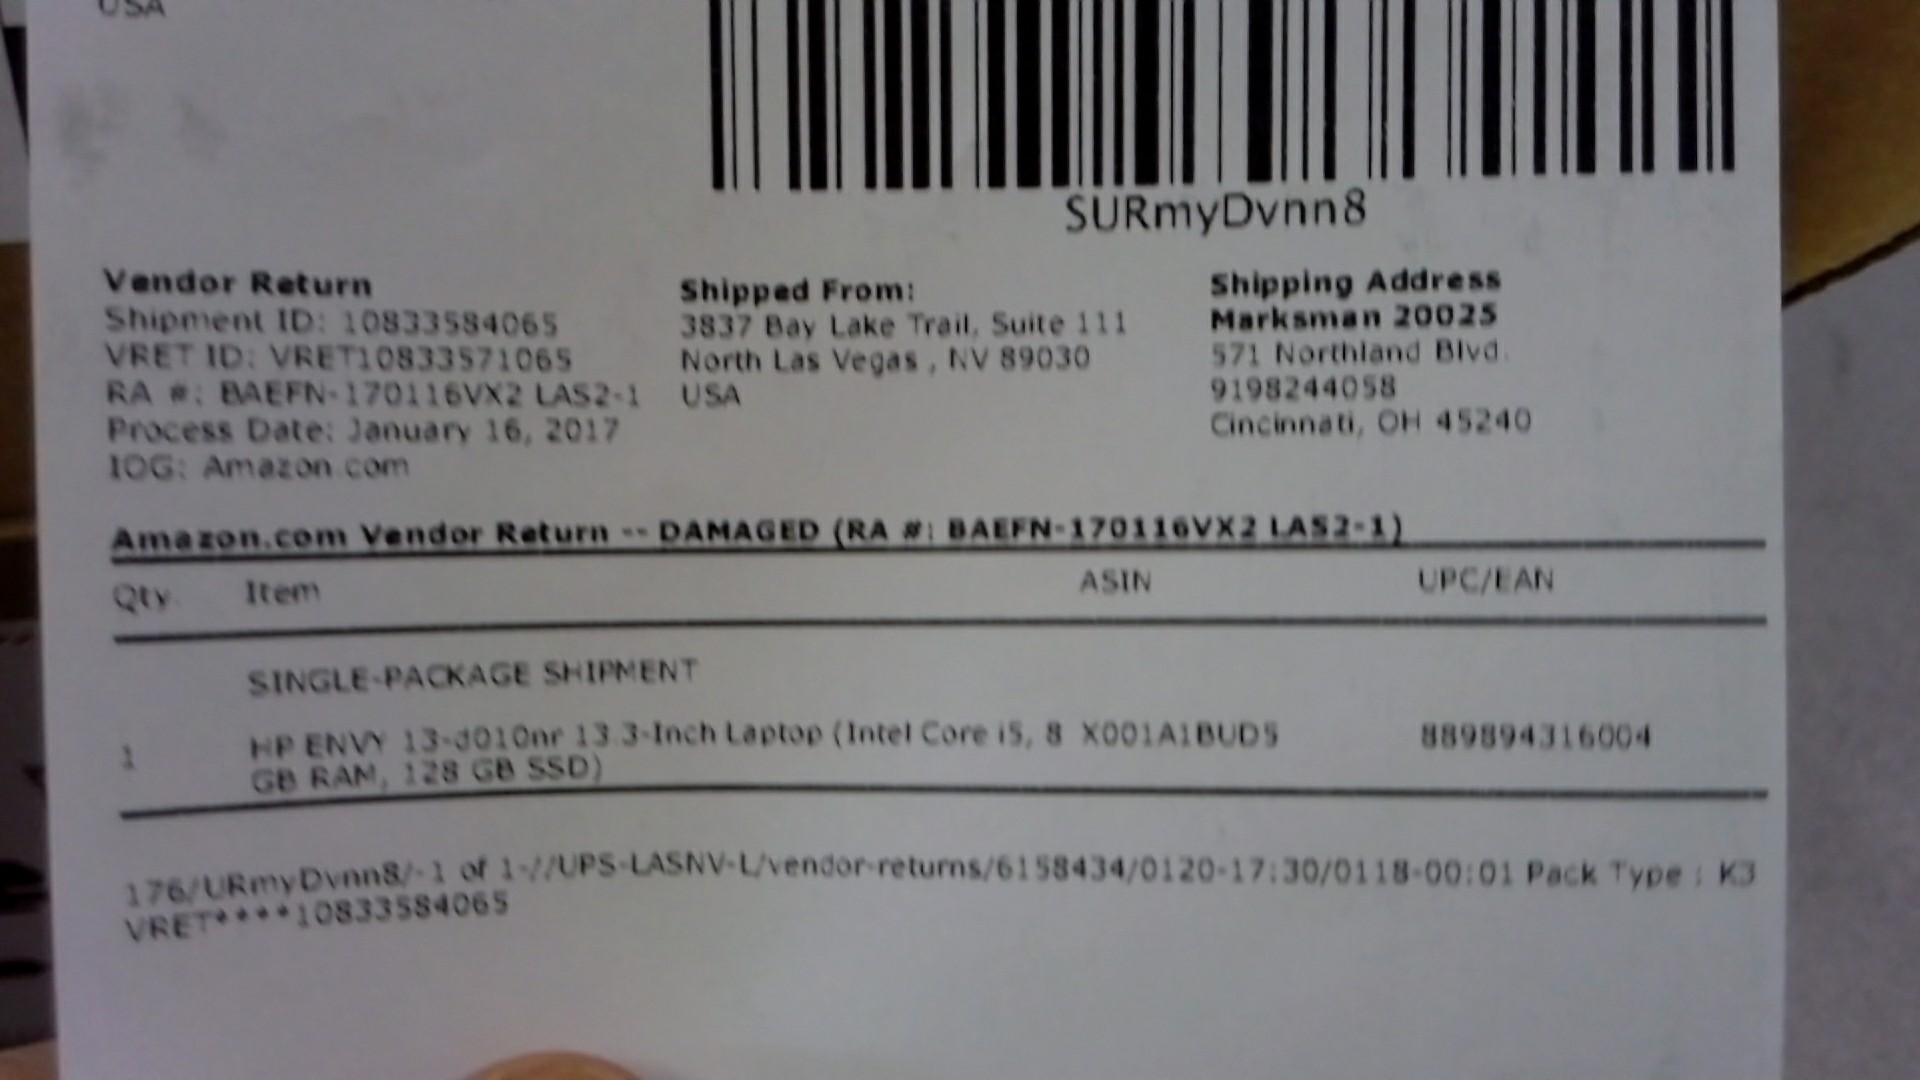 USA
SURmyDvnn8
Vendor Return
Shipment ID: 10833584065
VRET ID: VRET10833571065
RA #: BAEFN-170116VX2 LAS2-1
Process Date: January 16, 2017
IOG: Amazon.com
Shipped From:
3837 Bay Lake Trail, Suite 111
North Las Vegas , NV 89030
USA
Shipping Address
Marksman 20025
571 Northland Blvd.
9198244058
Cincinnati, OH 45240
Amazon.com Vendor Return -- DAMAGED (RA #: BAEFN-170116VX2 LAS2-1)
Qty. Item ASIN UPC/EAN
SINGLE-PACKAGE SHIPMENT
1 HP ENVY 13-d010nr 13.3-Inch Laptop (Intel Core i5, 8 X001A1BUD5 889894316004
GB RAM, 128 GB SSD)
176/URmyDvnn8/-1 of 1-//UPS-LASNV-L/vendor-returns/6158434/0120-17:30/0118-00:01 Pack Type : K3
VRET****10833584065